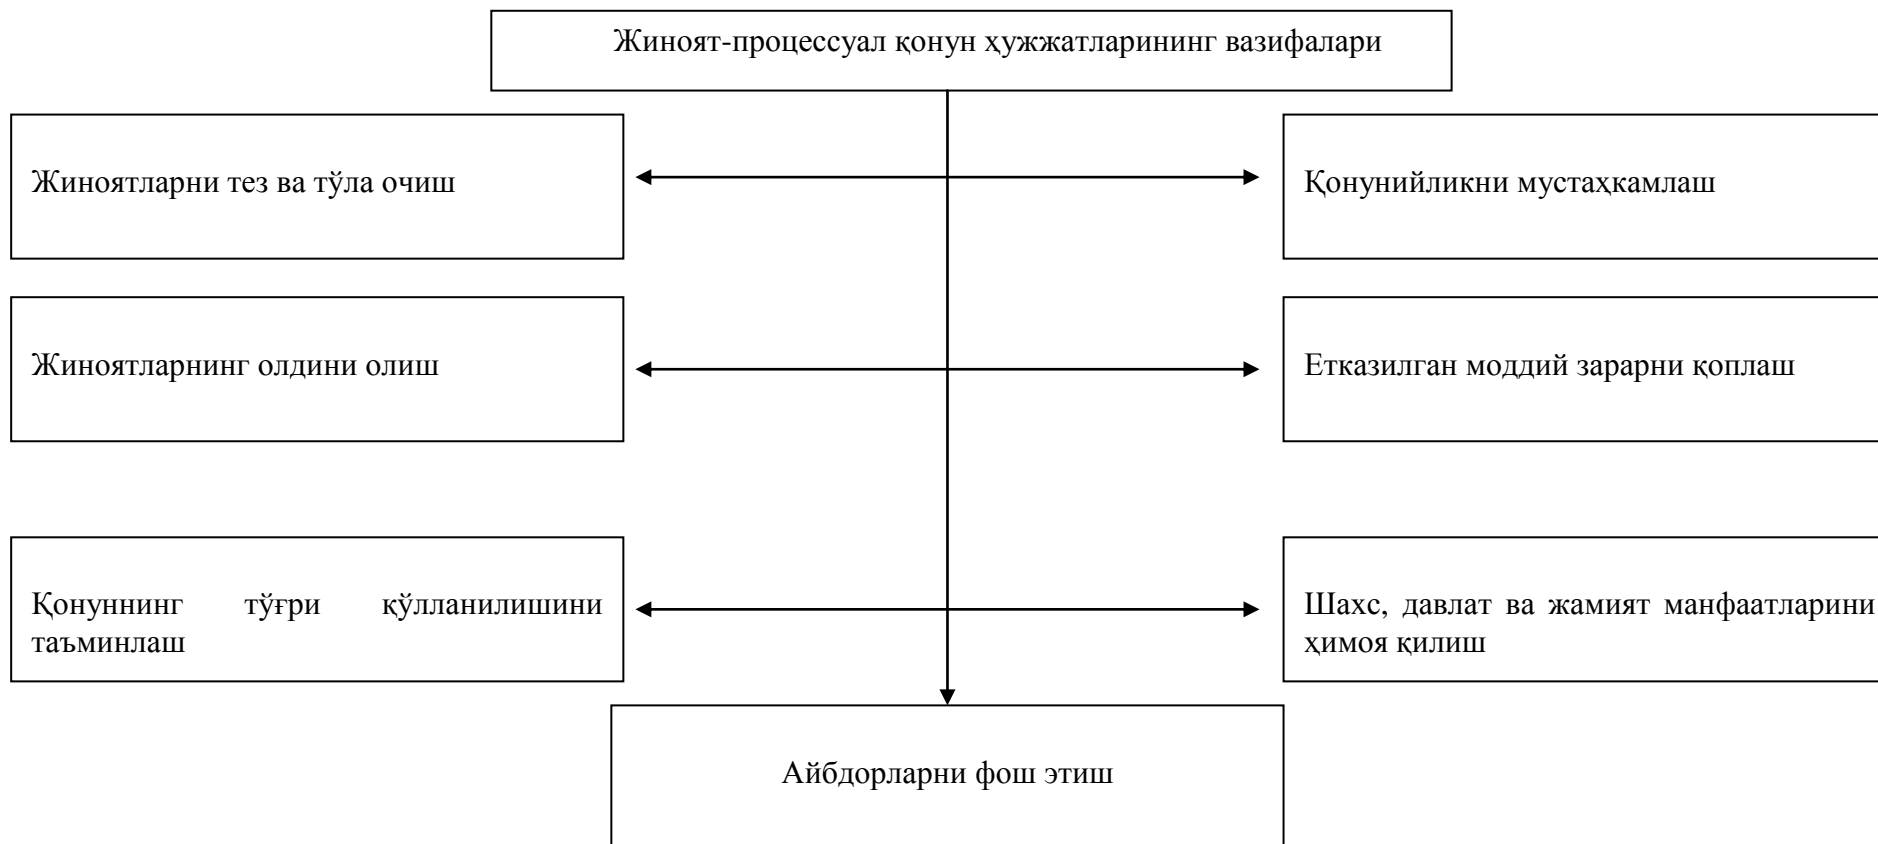 Жиноят-процессуал қонун ҳужжатларининг вазифалари
Жиноятларни тез ва тўла очиш
Қонунийликни мустаҳкамлаш
Жиноятларнинг олдини олиш
Етказилган моддий зарарни қоплаш
Қонуннинг тўғри қўлланилишини
таъминлаш
Шахс, давлат ва жамият манфаатларини
ҳимоя қилиш
Айбдорларни фош этиш